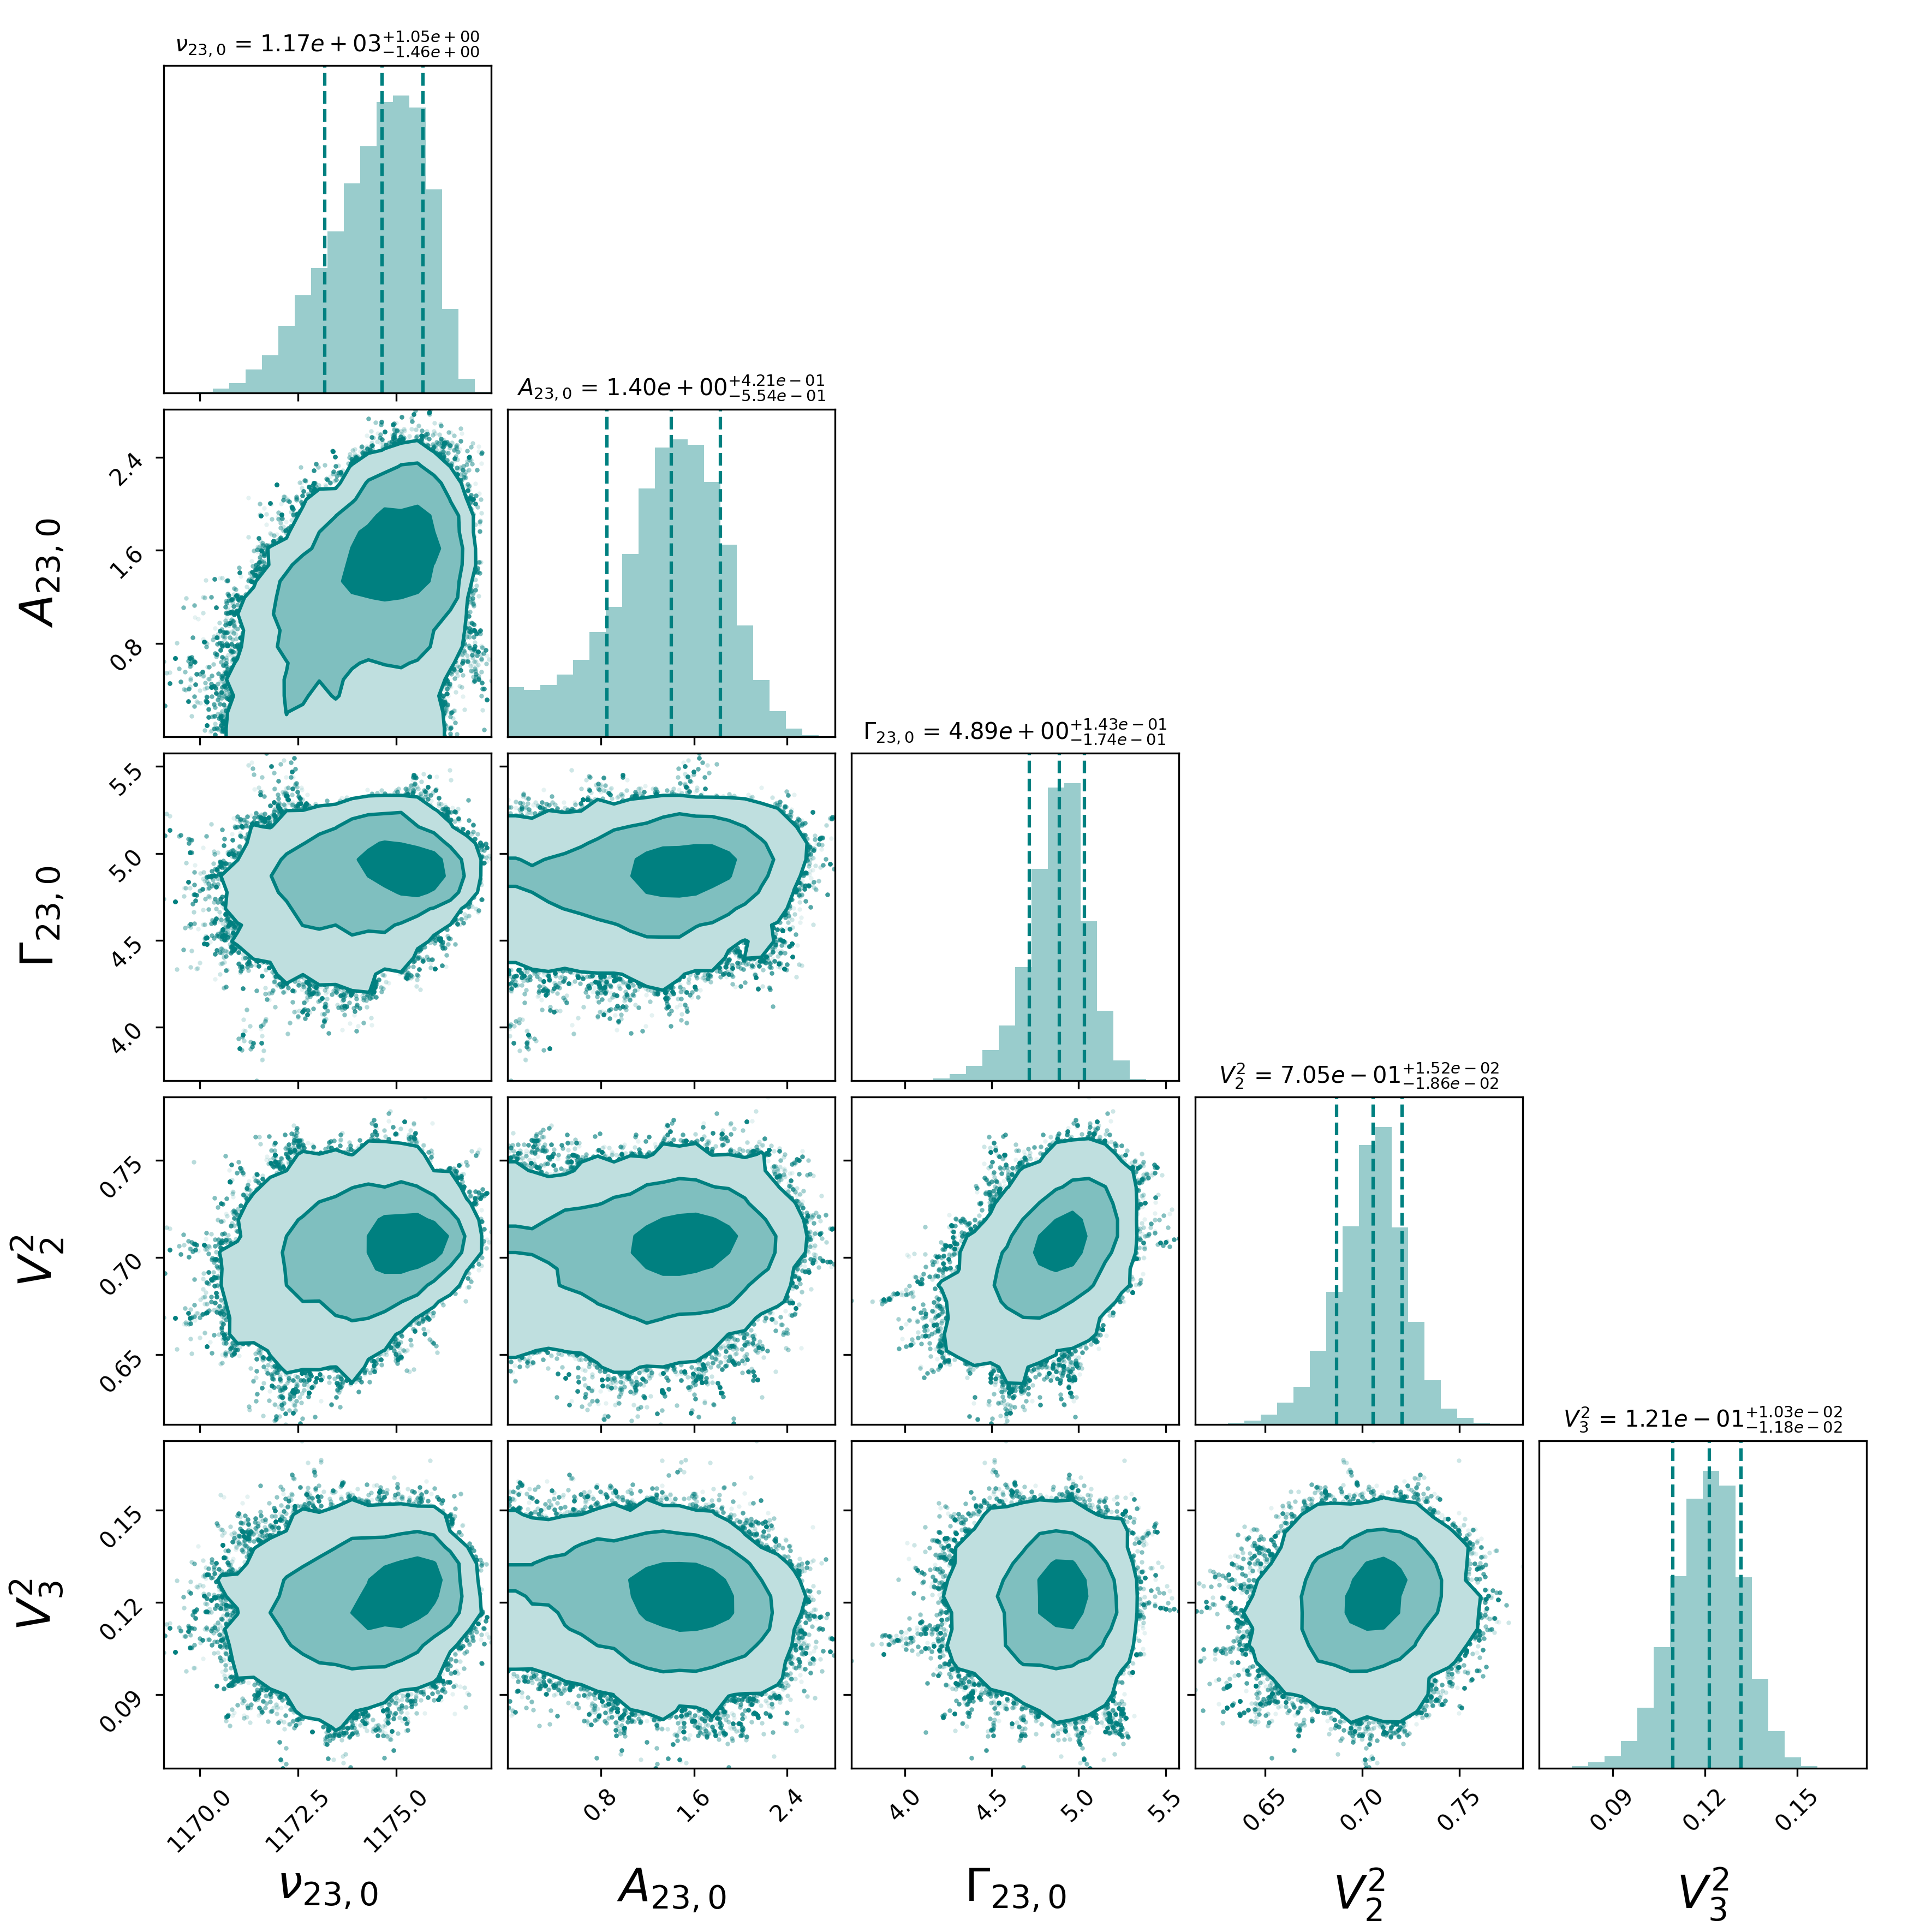 ν23, 0 = 1.17e + 03 +1.05e + 00 −1.46e + 00
A23, 0 = 1.40e + 00 +4.21e − 01 −5.54e − 01
A23, 0
2.4
1.6
0.8
Γ23, 0 = 4.89e + 00 +1.43e − 01 −1.74e − 01
Γ23, 0
5.5
5.0
4.5
4.0
V²₂ = 7.05e − 01 +1.52e − 02 −1.86e − 02
V²₂
0.75
0.70
0.65
V²₃ = 1.21e − 01 +1.03e − 02 −1.18e − 02
V²₃
0.15
0.12
0.09
1170.0 1172.5 1175.0 0.8 1.6 2.4 4.0 4.5 5.0 5.5 0.65 0.70 0.75 0.09 0.12 0.15
ν23, 0 A23, 0 Γ23, 0 V²₂ V²₃